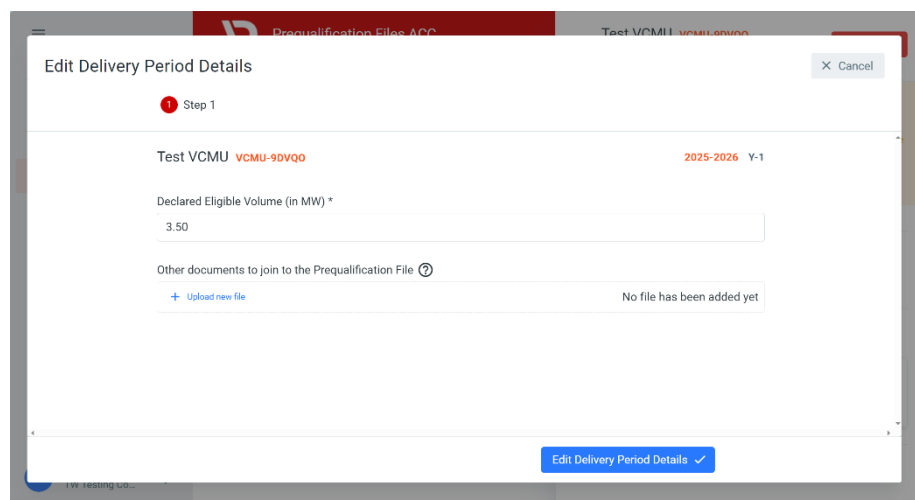 Prequalification Files ACC
Test VCMU VCMU-9DVQO
Edit Delivery Period Details
Cancel
1 Step 1
Test VCMU VCMU-9DVQO
2025-2026 Y-1
Declared Eligible Volume (in MW) *
3.50
Other documents to join to the Prequalification File ?
+ Upload new file
No file has been added yet
Edit Delivery Period Details
TW Testing Co...